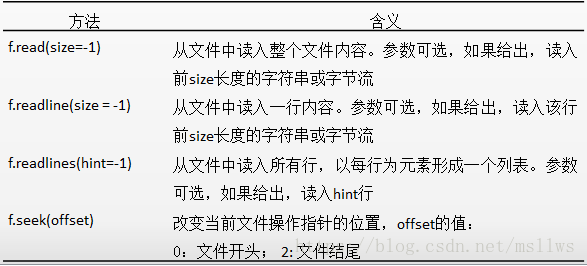 方法 含义
f.read(size=-1) 从文件中读入整个文件内容。参数可选，如果给出，读入
前size长度的字符串或字节流
f.readline(size = -1) 从文件中读入一行内容。参数可选，如果给出，读入该行
前size长度的字符串或字节流
f.readlines(hint=-1) 从文件中读入所有行，以每行为元素形成一个列表。参数
可选，如果给出，读入hint行
f.seek(offset) 改变当前文件操作指针的位置，offset的值：
0：文件开头； 2: 文件结尾
blog.csdn.net/msllws